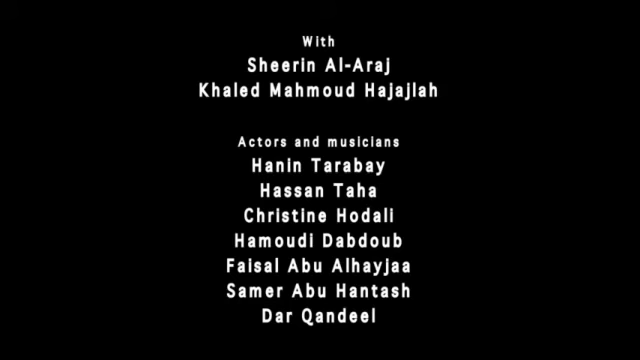 With
Sheerin Al-Araj
Khaled Mahmoud Hajajlah
Actors and musicians
Hanin Tarabay
Hassan Taha
Christine Hodali
Hamoudi Dabdoub
Faisal Abu Alhayjaa
Samer Abu Hantash
Dar Qandeel